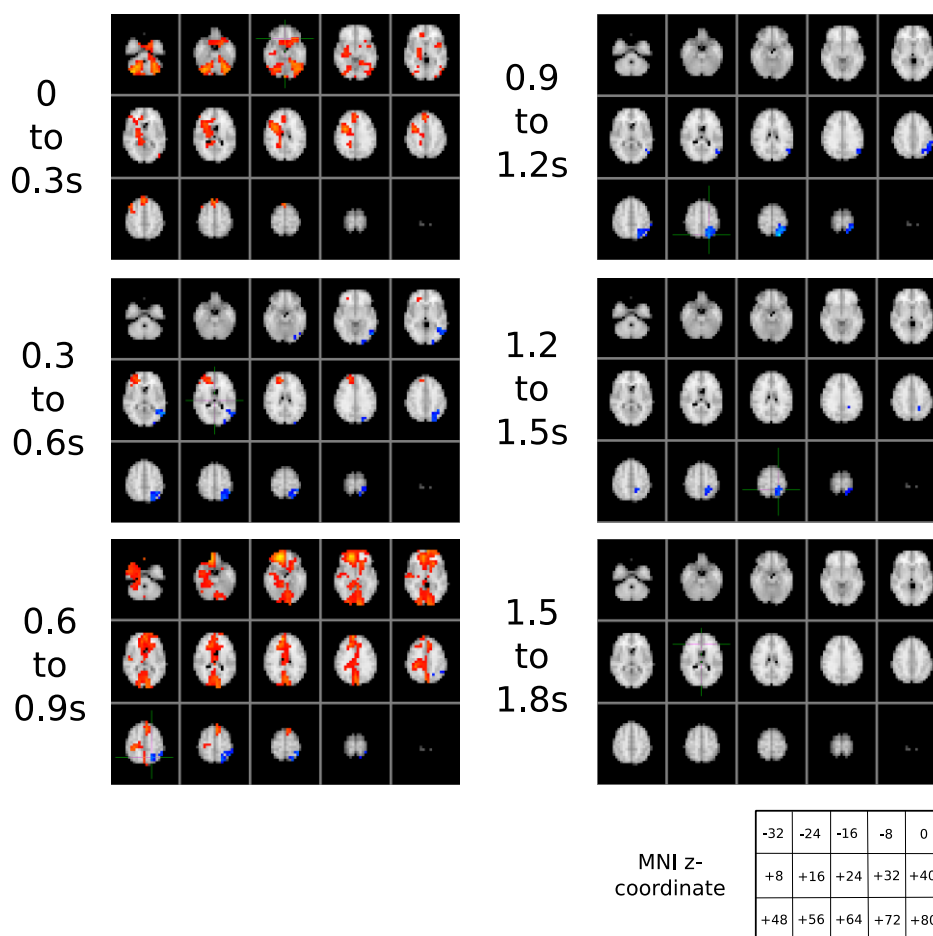 0
to
0.3s
0.9
to
1.2s
0.3
to
0.6s
1.2
to
1.5s
0.6
to
0.9s
1.5
to
1.8s
MNI z-
coordinate
-32 -24 -16 -8 0
+8 +16 +24 +32 +40
+48 +56 +64 +72 +80